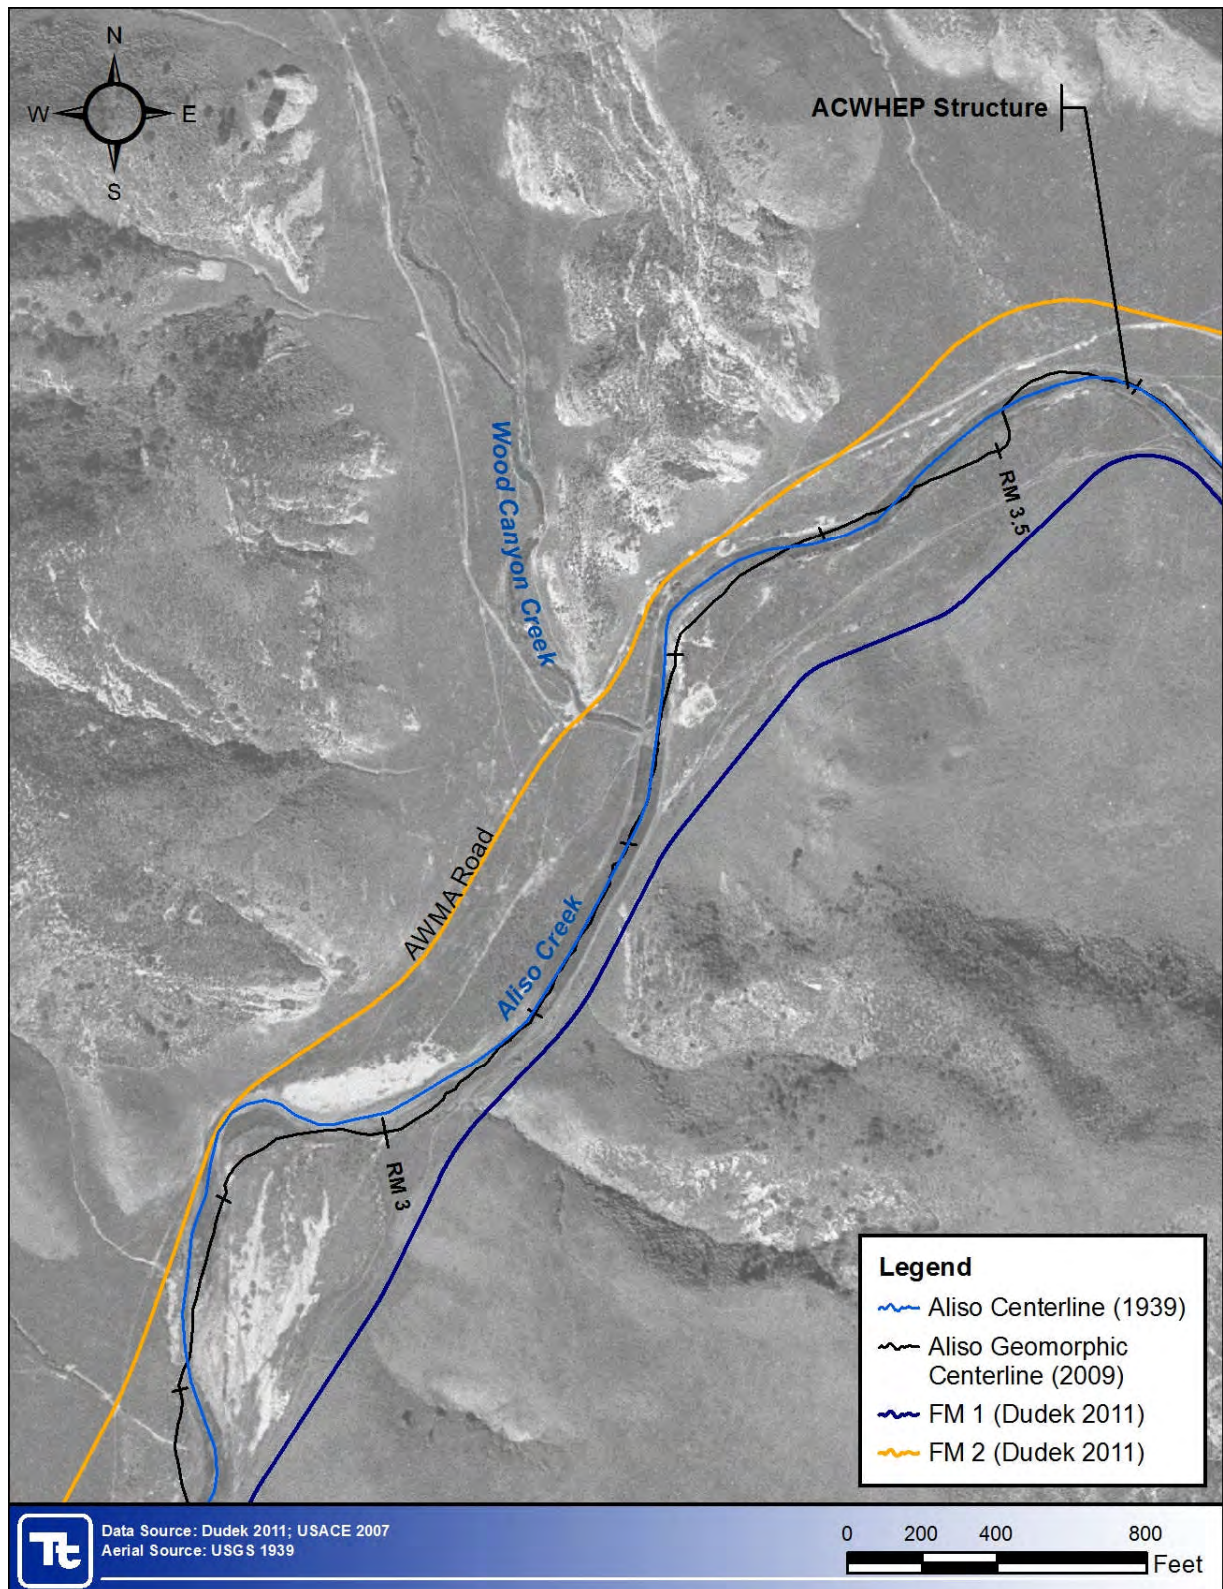 N
W E
S
ACWHEP Structure
Wood Canyon Creek
RM 3.5
AWMA Road
Aliso Creek
RM 3
Legend
Aliso Centerline (1939)
Aliso Geomorphic
Centerline (2009)
FM 1 (Dudek 2011)
FM 2 (Dudek 2011)
Tt
Data Source: Dudek 2011; USACE 2007
Aerial Source: USGS 1939
0 200 400 800
Feet